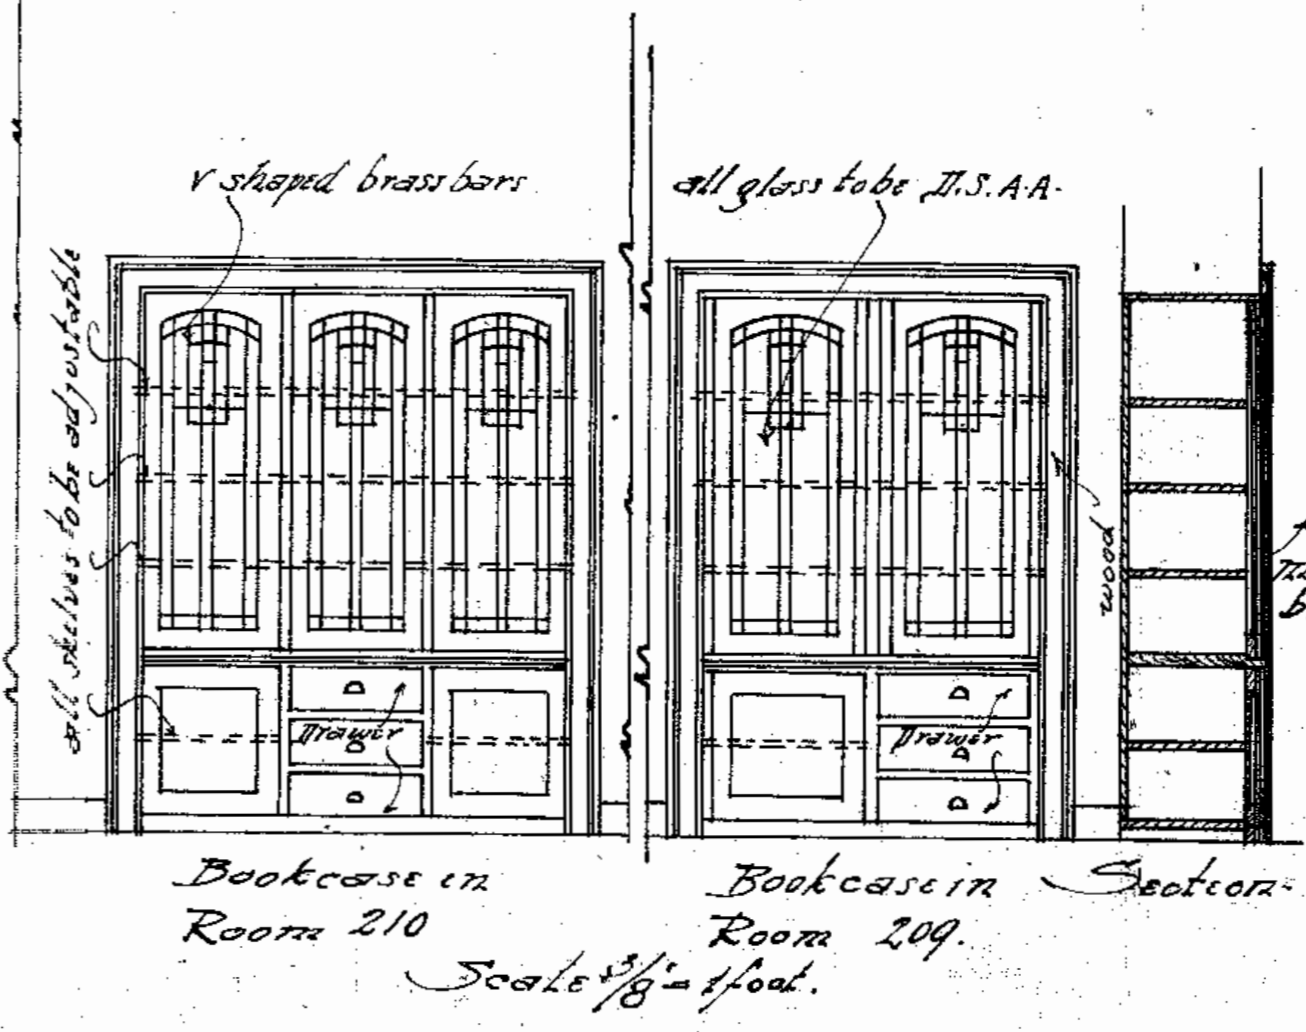 V shaped brass bars
all glass to be D.S.A.A.
all shelves to be adjustable
wood
Drawer
Drawer
Bookcase in
Room 210
Bookcase in
Room 209.
Section
Scale 3/8" = 1 foot.